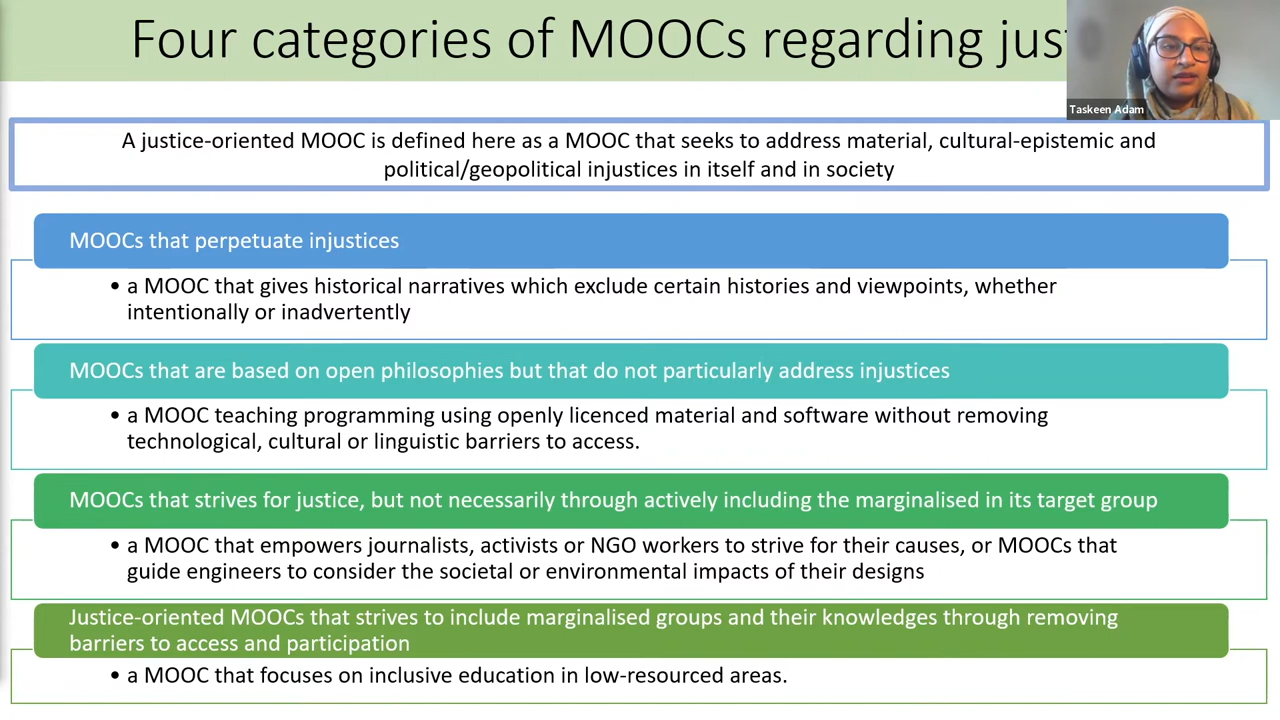 Four categories of MOOCs regarding
Taskeen Adam
A justice-oriented MOOC is defined here as a MOOC that seeks to address material, cultural-epistemic and
political/geopolitical injustices in itself and in society
MOOCs that perpetuate injustices
• a MOOC that gives historical narratives which exclude certain histories and viewpoints, whether
intentionally or inadvertently
MOOCs that are based on open philosophies but that do not particularly address injustices
• a MOOC teaching programming using openly licenced material and software without removing
technological, cultural or linguistic barriers to access.
MOOCs that strives for justice, but not necessarily through actively including the marginalised in its target group
• a MOOC that empowers journalists, activists or NGO workers to strive for their causes, or MOOCs that
guide engineers to consider the societal or environmental impacts of their designs
Justice-oriented MOOCs that strives to include marginalised groups and their knowledges through removing
barriers to access and participation
• a MOOC that focuses on inclusive education in low-resourced areas.